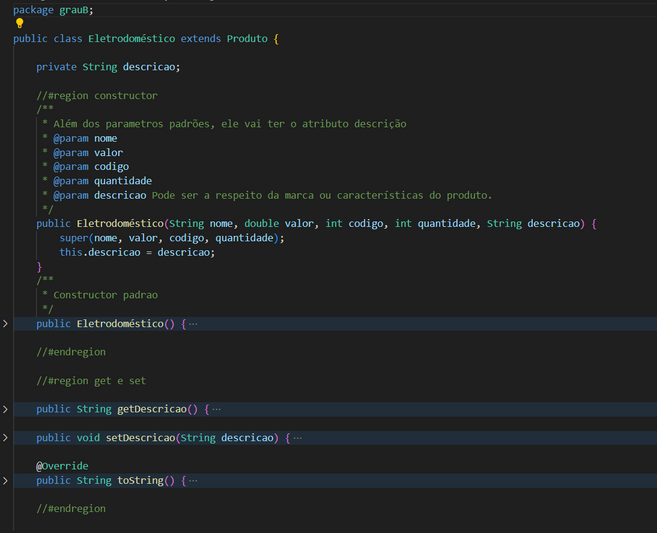 package grauB;
public class Eletrodoméstico extends Produto {
private String descricao;
//#region constructor
/**
* Além dos parametros padrões, ele vai ter o atributo descrição
* @param nome
* @param valor
* @param codigo
* @param quantidade
* @param descricao Pode ser a respeito da marca ou características do produto.
*/
public Eletrodoméstico(String nome, double valor, int codigo, int quantidade, String descricao) {
super(nome, valor, codigo, quantidade);
this.descricao = descricao;
}
/**
* Constructor padrao
*/
public Eletrodoméstico() { ···
//#endregion
//#region get e set
public String getDescricao() { ···
public void setDescricao(String descricao) { ···
@Override
public String toString() { ···
//#endregion